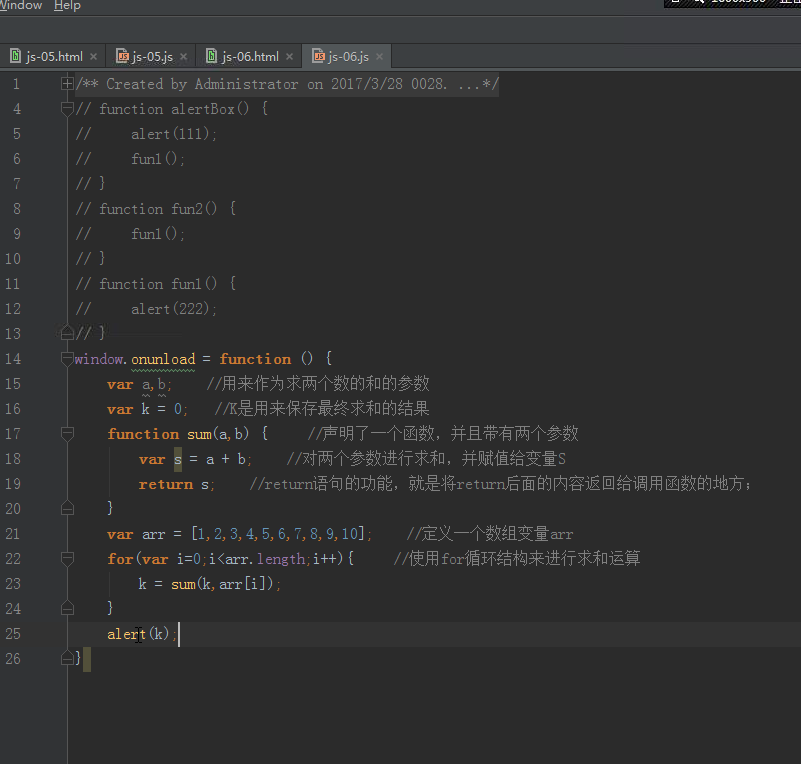 Window Help
js-05.html js-05.js js-06.html js-06.js
1 /** Created by Administrator on 2017/3/28 0028. ...*/
4 // function alertBox() {
5 //     alert(111);
6 //     fun1();
7 // }
8 // function fun2() {
9 //     fun1();
10 // }
11 // function fun1() {
12 //     alert(222);
13 // }
14 window.onunload = function () {
15     var a,b;    //用来作为求两个数的和的参数
16     var k = 0;   //K是用来保存最终求和的结果
17     function sum(a,b) {     //声明了一个函数，并且带有两个参数
18         var s = a + b;    //对两个参数进行求和，并赋值给变量S
19         return s;    //return语句的功能，就是将return后面的内容返回给调用函数的地方；
20     }
21     var arr = [1,2,3,4,5,6,7,8,9,10];    //定义一个数组变量arr
22     for(var i=0;i<arr.length;i++){     //使用for循环结构来进行求和运算
23         k = sum(k,arr[i]);
24     }
25     alert(k);
26 }